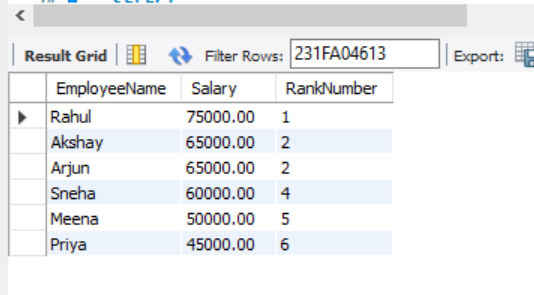 Result Grid Filter Rows: 231FA04613 Export:
EmployeeName Salary RankNumber
Rahul 75000.00 1
Akshay 65000.00 2
Arjun 65000.00 2
Sneha 60000.00 4
Meena 50000.00 5
Priya 45000.00 6